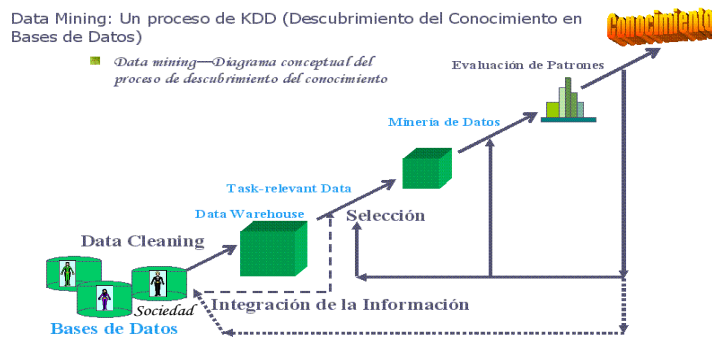 Data Mining: Un proceso de KDD (Descubrimiento del Conocimiento en
Bases de Datos)
Conocimiento
Data mining—Diagrama conceptual del
proceso de descubrimiento del conocimiento
Evaluación de Patrones
Minería de Datos
Task-relevant Data
Data Warehouse
Selección
Data Cleaning
Integración de la Información
Sociedad
Bases de Datos